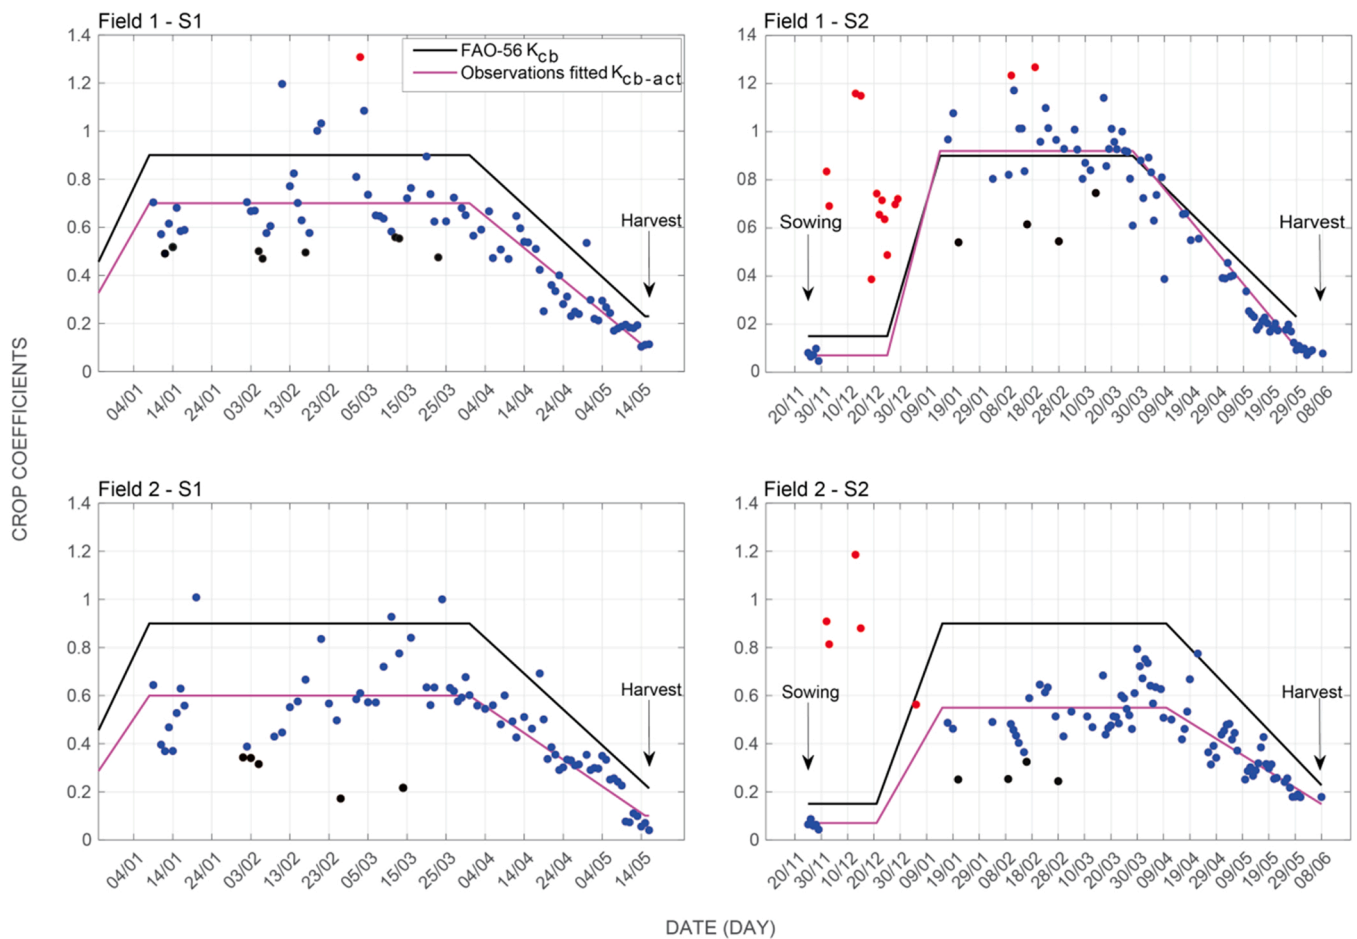 Field 1 - S1
1.4
1.2
1
0.8
0.6
0.4
0.2
0
FAO-56 Kcb
Observations fitted Kcb-act
Harvest
04/01 14/01 24/01 03/02 13/02 23/02 05/03 15/03 25/03 04/04 14/04 24/04 04/05 14/05
Field 1 - S2
14
12
1
08
06
04
02
0
Sowing
Harvest
20/11 30/11 10/12 20/12 30/12 09/01 19/01 29/01 08/02 18/02 28/02 10/03 20/03 30/03 09/04 19/04 29/04 09/05 19/05 29/05 08/06
Field 2 - S1
1.4
1.2
1
0.8
0.6
0.4
0.2
0
Harvest
04/01 14/01 24/01 03/02 13/02 23/02 05/03 15/03 25/03 04/04 14/04 24/04 04/05 14/05
Field 2 - S2
1.4
1.2
1
0.8
0.6
0.4
0.2
0
Sowing
Harvest
20/11 30/11 10/12 20/12 30/12 09/01 19/01 29/01 08/02 18/02 28/02 10/03 20/03 30/03 09/04 19/04 29/04 09/05 19/05 29/05 08/06
CROP COEFFICIENTS
DATE (DAY)